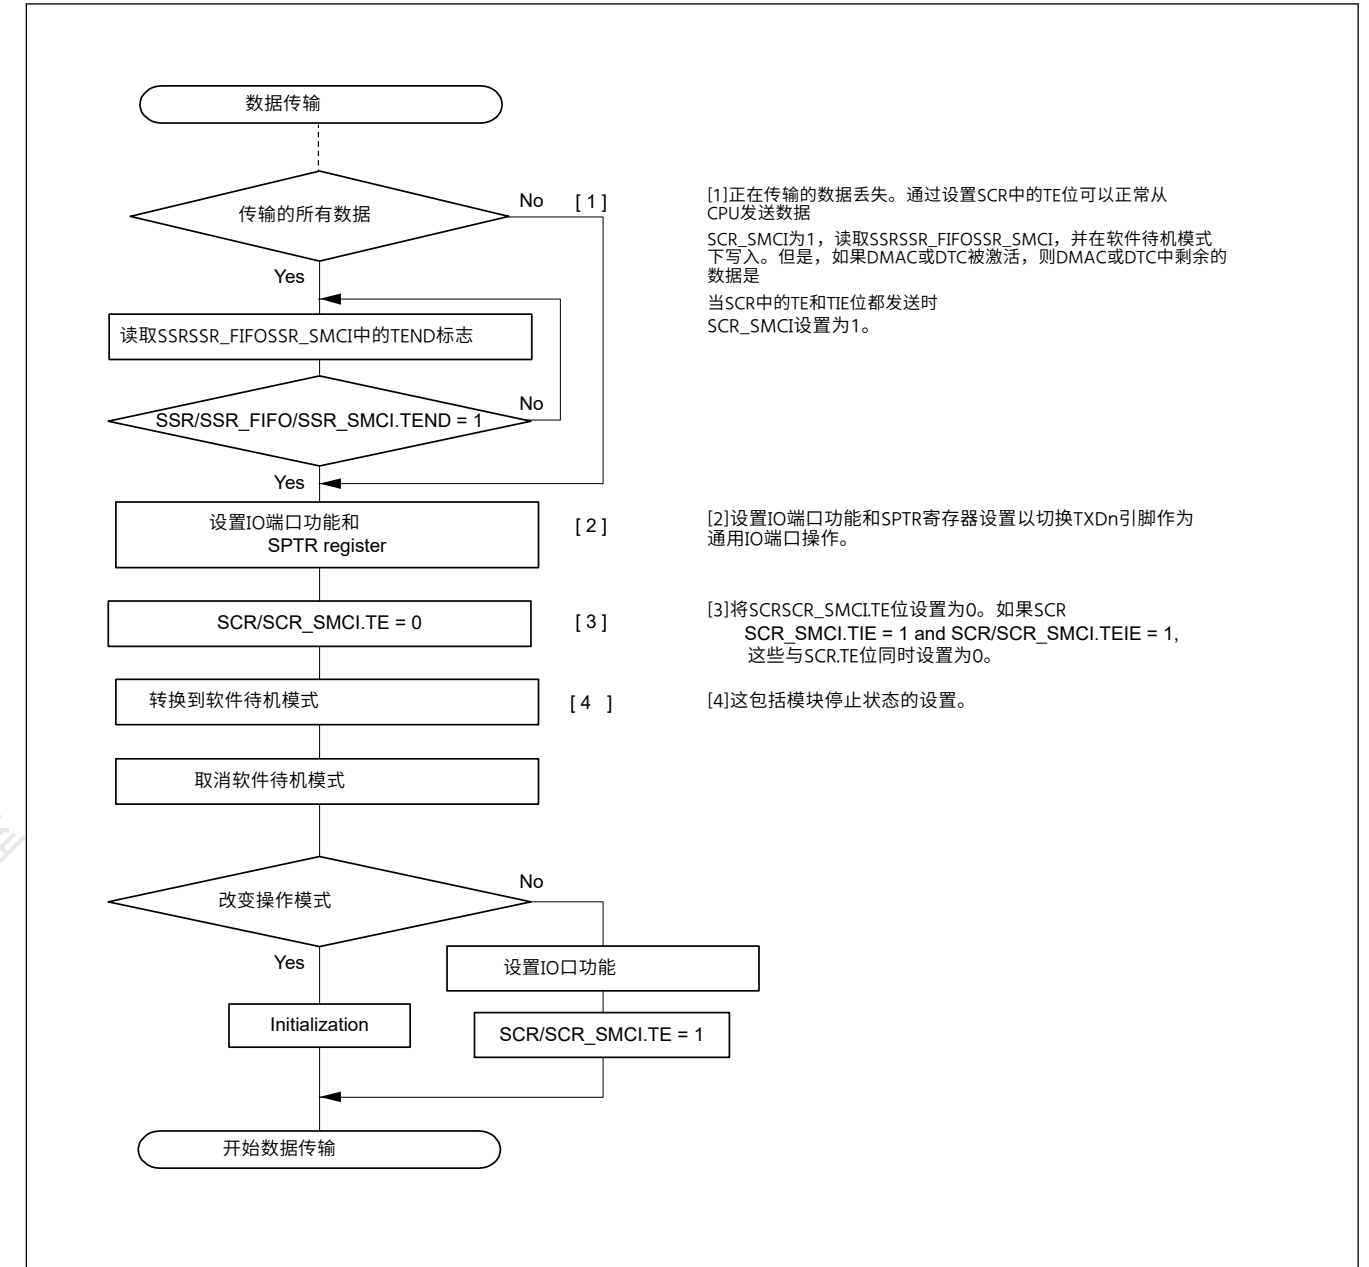 数据传输
传输的所有数据
No
[ 1 ]
Yes
读取SSRSSR_FIFOSSR_SMCI中的TEND标志
No
SSR/SSR_FIFO/SSR_SMCI.TEND = 1
Yes
设置IO端口功能和
SPTR register
[ 2 ]
SCR/SCR_SMCI.TE = 0
[ 3 ]
转换到软件待机模式
[ 4 ]
取消软件待机模式
改变操作模式
No
Yes
设置IO口功能
Initialization
SCR/SCR_SMCI.TE = 1
开始数据传输
[1]正在传输的数据丢失。通过设置SCR中的TE位可以正常从
CPU发送数据
SCR_SMCI为1，读取SSRSSR_FIFOSSR_SMCI，并在软件待机模式
下写入。但是，如果DMAC或DTC被激活，则DMAC或DTC中剩余的
数据是
当SCR中的TE和TIE位都发送时
SCR_SMCI设置为1。
[2]设置IO端口功能和SPTR寄存器设置以切换TXDn引脚作为
通用IO端口操作。
[3]将SCRSCR_SMCI.TE位设置为0。如果SCR
SCR_SMCI.TIE = 1 and SCR/SCR_SMCI.TEIE = 1,
这些与SCR.TE位同时设置为0。
[4]这包括模块停止状态的设置。